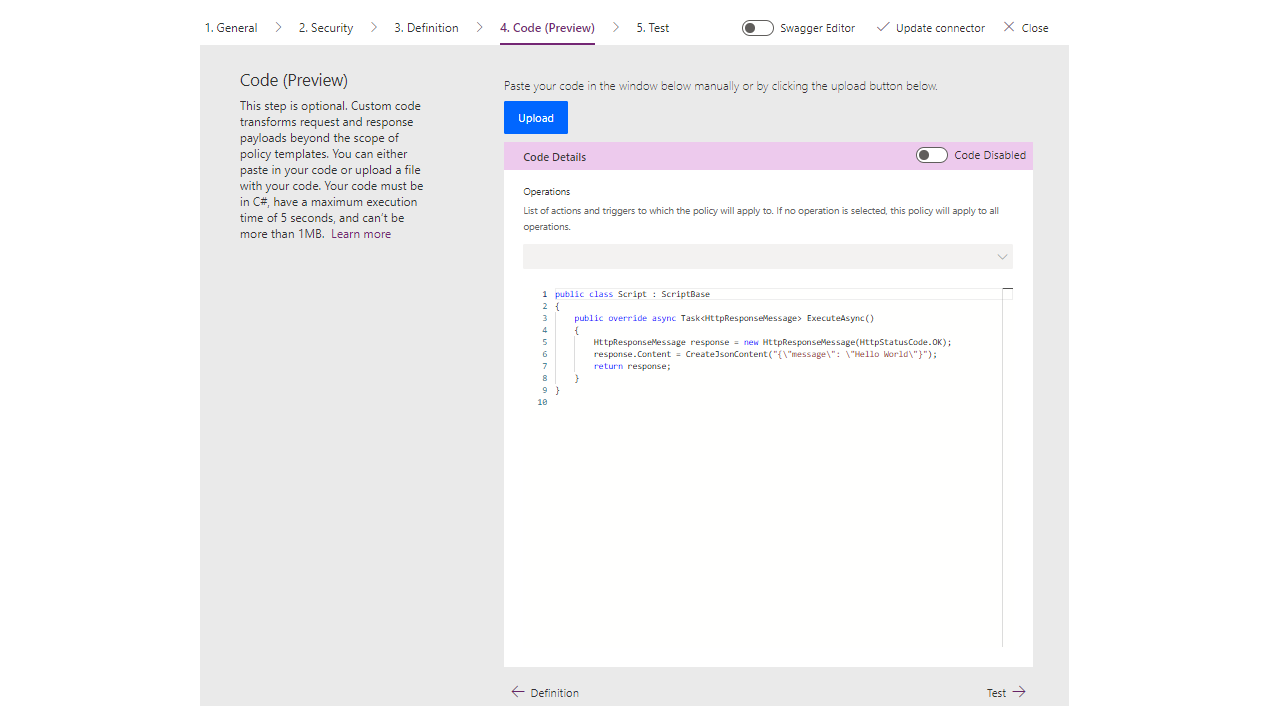 1. General 2. Security 3. Definition 4. Code (Preview) 5. Test Swagger Editor Update connector Close
Code (Preview)
This step is optional. Custom code
transforms request and response
payloads beyond the scope of
policy templates. You can either
paste in your code or upload a file
with your code. Your code must be
in C#, have a maximum execution
time of 5 seconds, and can't be
more than 1MB. Learn more
Paste your code in the window below manually or by clicking the upload button below.
Upload
Code Details Code Disabled
Operations
List of actions and triggers to which the policy will apply to. If no operation is selected, this policy will apply to all
operations.
1 public class Script : ScriptBase
2 {
3 public override async Task<HttpResponseMessage> ExecuteAsync()
4 {
5 HttpResponseMessage response = new HttpResponseMessage(HttpStatusCode.OK);
6 response.Content = CreateJsonContent("{\"message\": \"Hello World\"}");
7 return response;
8 }
9 }
10
Definition Test